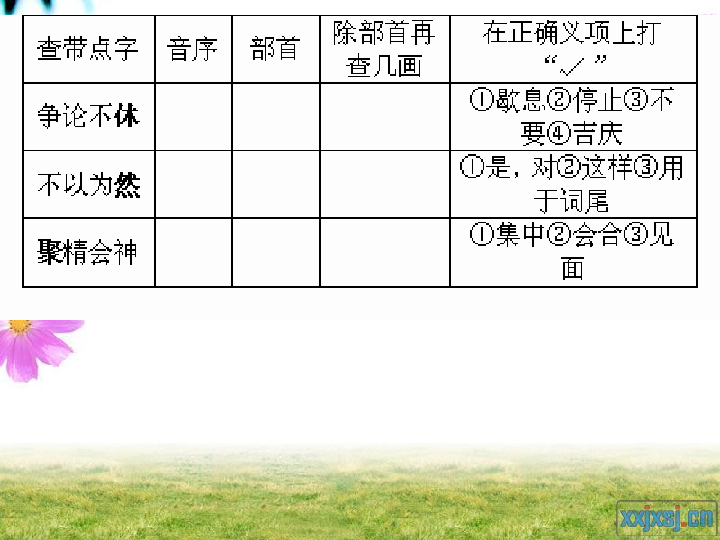 查带点字 音序 部首 除部首再查几画 在正确义项上打“✓”
争论不休 ①歇息②停止③不要④吉庆
不以为然 ①是，对②这样③用于词尾
聚精会神 ①集中②会合③见面
xxjxsj.cn